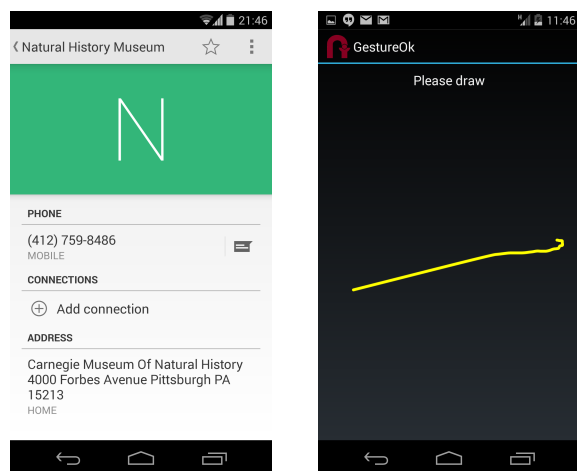 21:46
Natural History Museum
N
PHONE
(412) 759-8486
MOBILE
CONNECTIONS
Add connection
ADDRESS
Carnegie Museum Of Natural History
4000 Forbes Avenue Pittsburgh PA
15213
HOME
11:46
GestureOk
Please draw